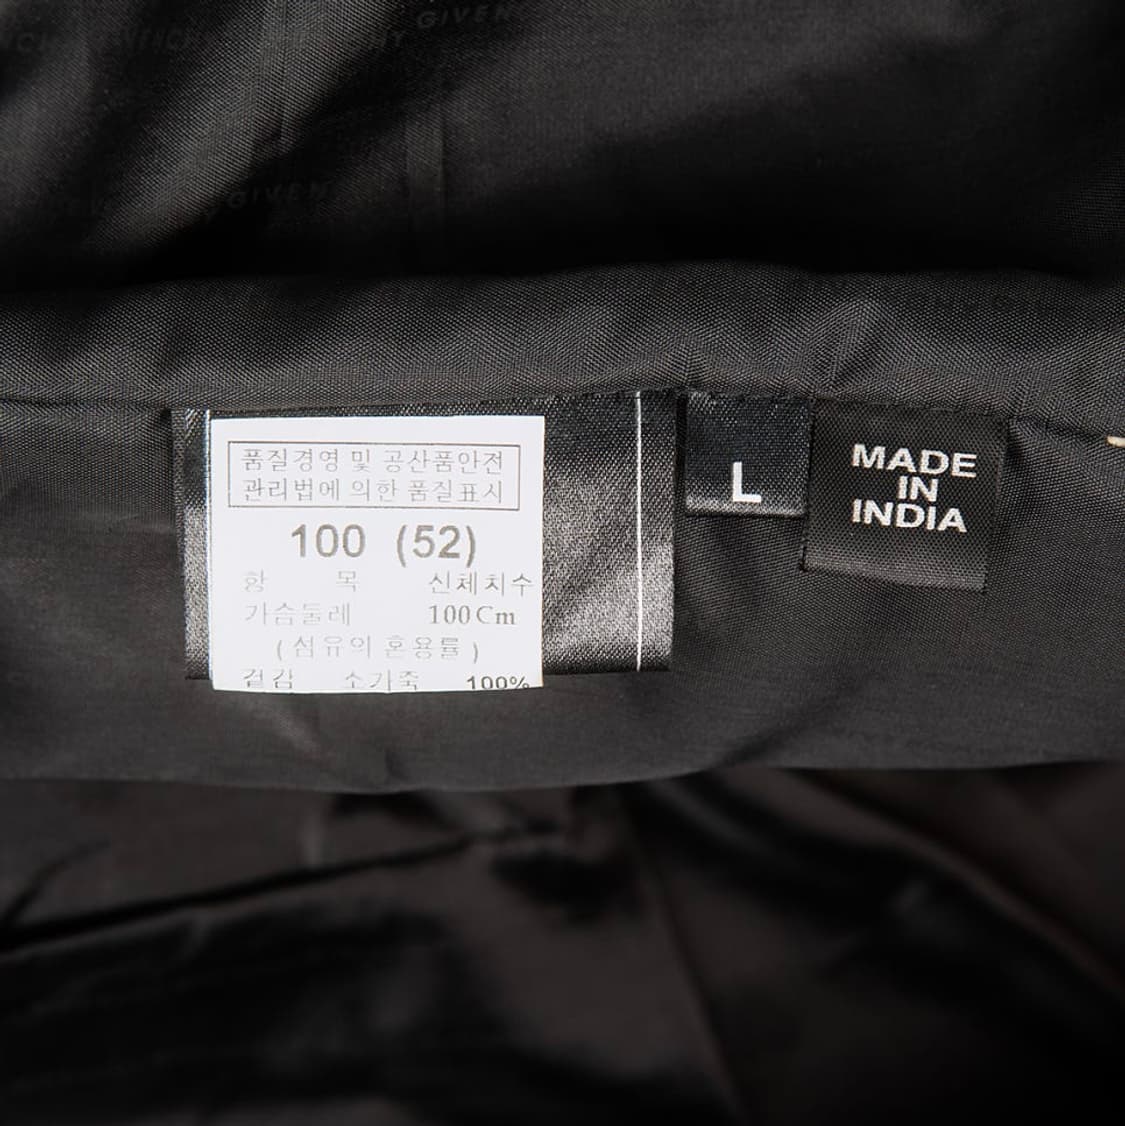 GIVEN
GIVEN
품질경영 및 공산품안전
관리법에 의한 품질표시
100 (52)
항 목 신체치수
가슴둘레 100Cm
(섬유의 혼용률)
겉감 소가죽 100%
L
MADE
IN
INDIA